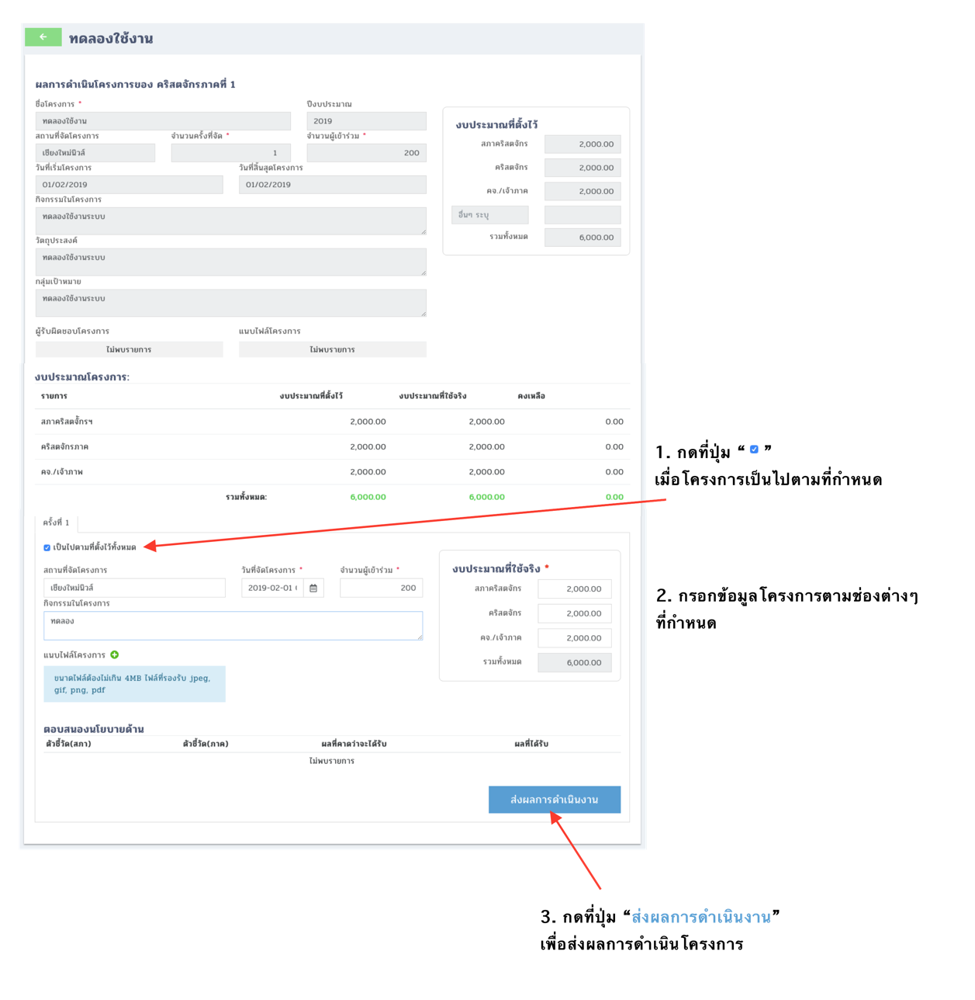 ทดลองใช้งาน
ผลการดำเนินโครงการของ คริสตจักรภาคที่ 1
ชื่อโครงการ *
ปีงบประมาณ
ทดลองใช้งาน
2019
สถานที่จัดโครงการ
จำนวนครั้งที่จัด *
จำนวนผู้เข้าร่วม *
เชียงใหม่นิวส์
1
200
วันที่เริ่มโครงการ
วันที่สิ้นสุดโครงการ
01/02/2019
01/02/2019
กิจกรรมในโครงการ
ทดลองใช้งานระบบ
วัตถุประสงค์
ทดลองใช้งานระบบ
กลุ่มเป้าหมาย
ทดลองใช้งานระบบ
ผู้รับผิดชอบโครงการ
แนบไฟล์โครงการ
ไม่พบรายการ
ไม่พบรายการ
งบประมาณที่ตั้งไว้
สภาคริสตจักร 2,000.00
คริสตจักร 2,000.00
คจ./เจ้าภาค 2,000.00
อื่นๆ ระบุ
รวมทั้งหมด 6,000.00
งบประมาณโครงการ:
รายการ งบประมาณที่ตั้งไว้ งบประมาณที่ใช้จริง คงเหลือ
สภาคริสตจั้กรฯ 2,000.00 2,000.00 0.00
คริสตจักรภาค 2,000.00 2,000.00 0.00
คจ./เจ้าภาพ 2,000.00 2,000.00 0.00
รวมทั้งหมด: 6,000.00 6,000.00 0.00
ครั้งที่ 1
เป็นไปตามที่ตั้งไว้ทั้งหมด
สถานที่จัดโครงการ
วันที่จัดโครงการ *
จำนวนผู้เข้าร่วม *
เชียงใหม่นิวส์
2019-02-01 (
200
กิจกรรมในโครงการ
ทดลอง
แนบไฟล์โครงการ
ขนาดไฟล์ต้องไม่เกิน 4MB ไฟล์ที่รองรับ jpeg,
gif, png, pdf
งบประมาณที่ใช้จริง *
สภาคริสตจักร 2,000.00
คริสตจักร 2,000.00
คจ./เจ้าภาค 2,000.00
รวมทั้งหมด 6,000.00
ตอบสนองนโยบายด้าน
ตัวชี้วัด(สภา) ตัวชี้วัด(ภาค) ผลที่คาดว่าจะได้รับ ผลที่ได้รับ
ไม่พบรายการ
ส่งผลการดำเนินงาน
1. กดที่ปุ่ม “ ☑ ”
เมื่อโครงการเป็นไปตามที่กำหนด
2. กรอกข้อมูลโครงการตามช่องต่างๆ
ที่กำหนด
3. กดที่ปุ่ม “ส่งผลการดำเนินงาน”
เพื่อส่งผลการดำเนินโครงการ